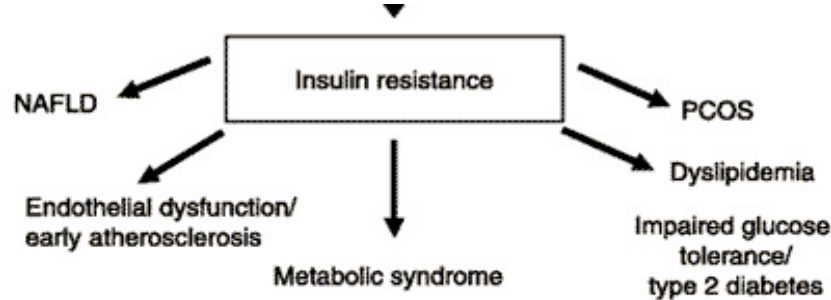 Insulin resistance
NAFLD
PCOS
Dyslipidemia
Endothelial dysfunction/
early atherosclerosis
Impaired glucose
tolerance/
type 2 diabetes
Metabolic syndrome